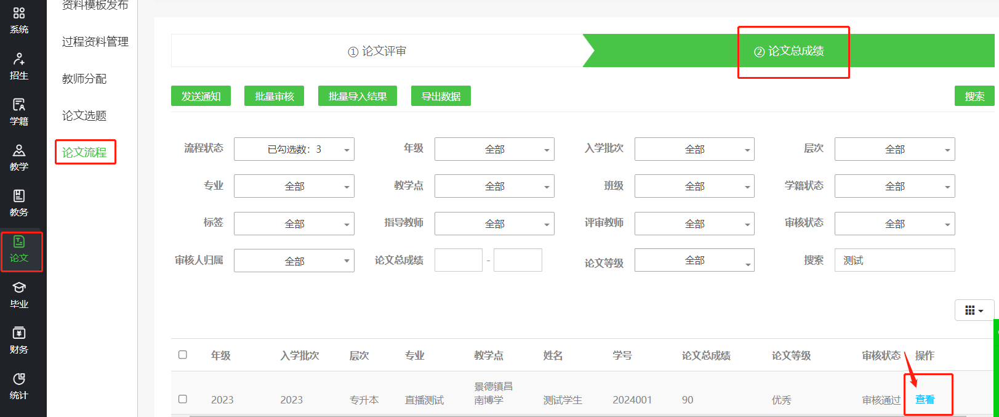 系统
招生
学籍
教学
教务
论文
毕业
财务
统计
资料模板发布
过程资料管理
教师分配
论文选题
论文流程
① 论文评审
② 论文总成绩
发送通知 批量审核 批量导入结果 导出数据 搜索
流程状态 已勾选数：3 年级 全部 入学批次 全部 层次 全部
专业 全部 教学点 全部 班级 全部 学籍状态 全部
标签 全部 指导教师 全部 评审教师 全部 审核状态 全部
审核人归属 全部 论文总成绩 - 论文等级 全部 搜索 测试
年级 入学批次 层次 专业 教学点 姓名 学号 论文总成绩 论文等级 审核状态 操作
2023 2023 专升本 直播测试 景德镇昌
南博学 测试学生 2024001 90 优秀 审核通过 查看